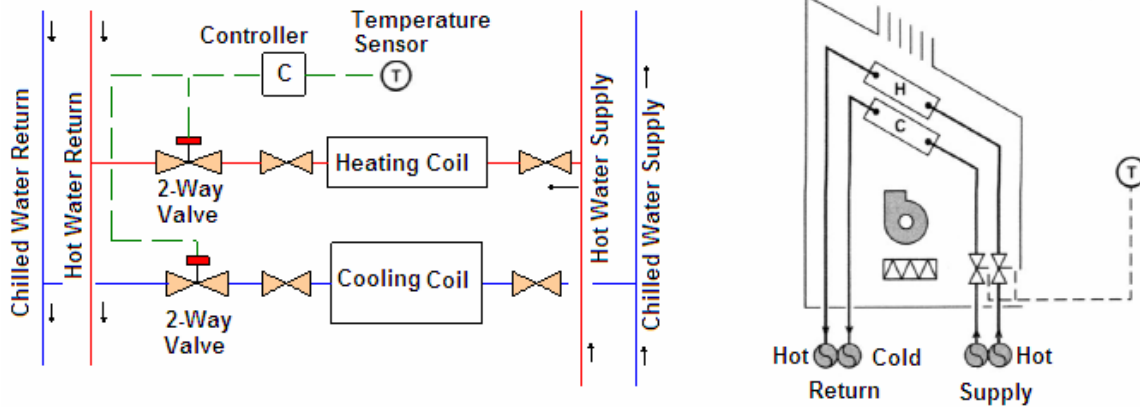 Controller
Temperature
Sensor
C
T
Chilled Water Return
Hot Water Return
Heating Coil
2-Way
Valve
Hot Water Supply
Chilled Water Supply
Cooling Coil
2-Way
Valve
H
C
T
Hot
Cold
Hot
Return
Supply